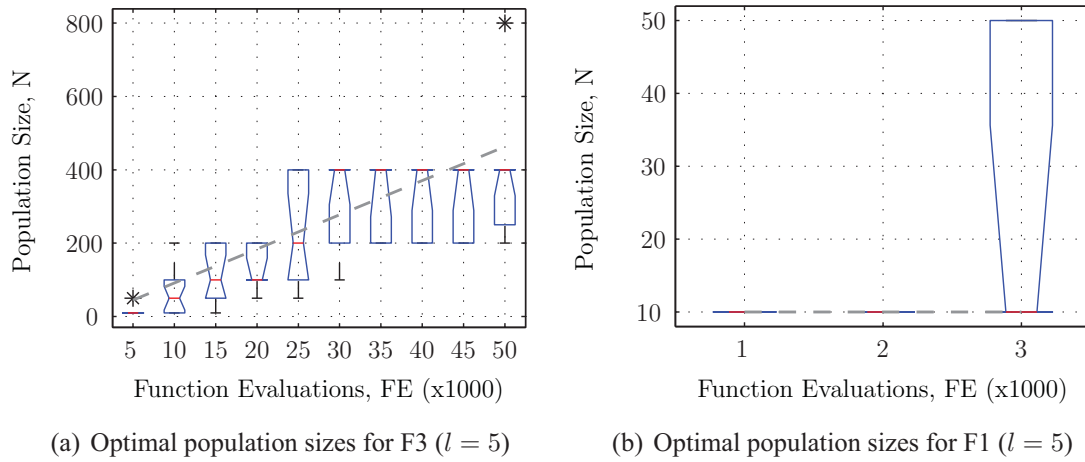 800
600
400
200
0
Population Size, N
5 10 15 20 25 30 35 40 45 50
Function Evaluations, FE (x1000)
(a) Optimal population sizes for F3 (l = 5)
50
40
30
20
10
Population Size, N
1 2 3
Function Evaluations, FE (x1000)
(b) Optimal population sizes for F1 (l = 5)